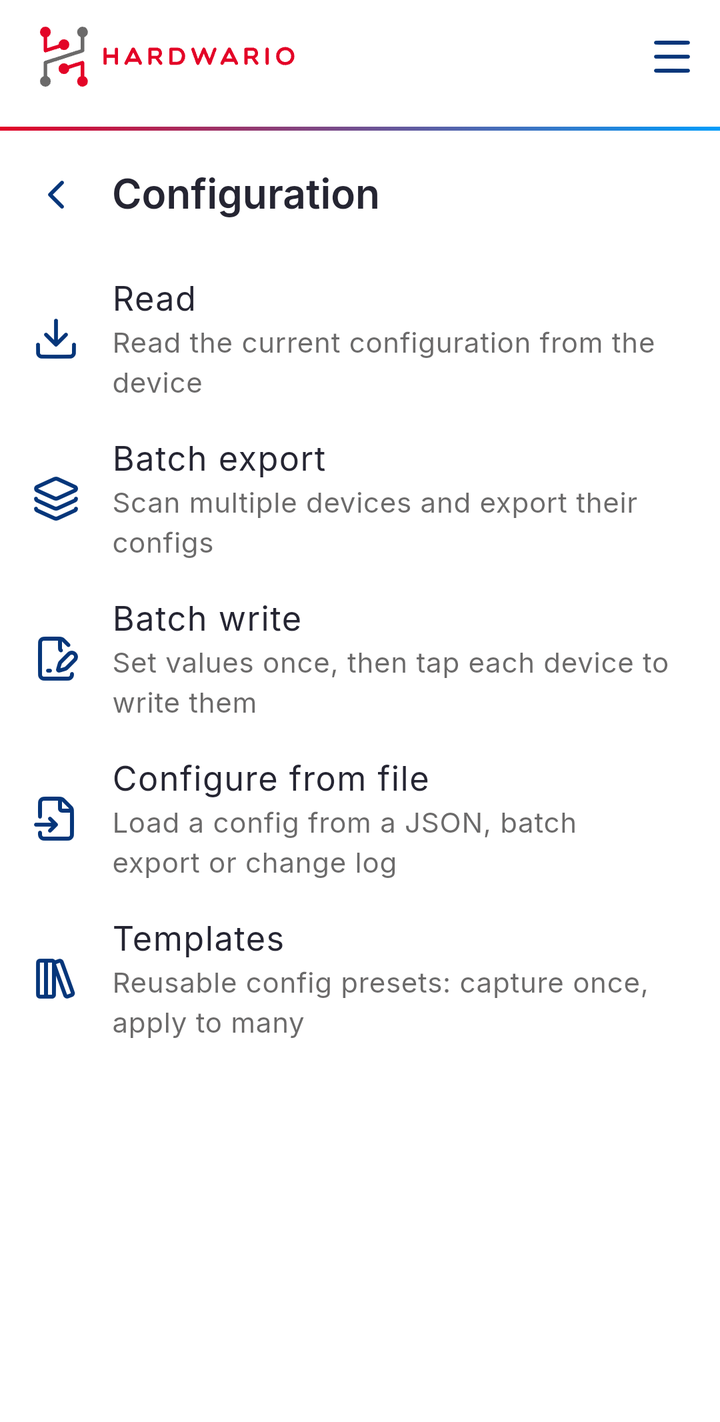 HARDWARIO
Configuration
Read
Read the current configuration from the
device
Batch export
Scan multiple devices and export their
configs
Batch write
Set values once, then tap each device to
write them
Configure from file
Load a config from a JSON, batch
export or change log
Templates
Reusable config presets: capture once,
apply to many